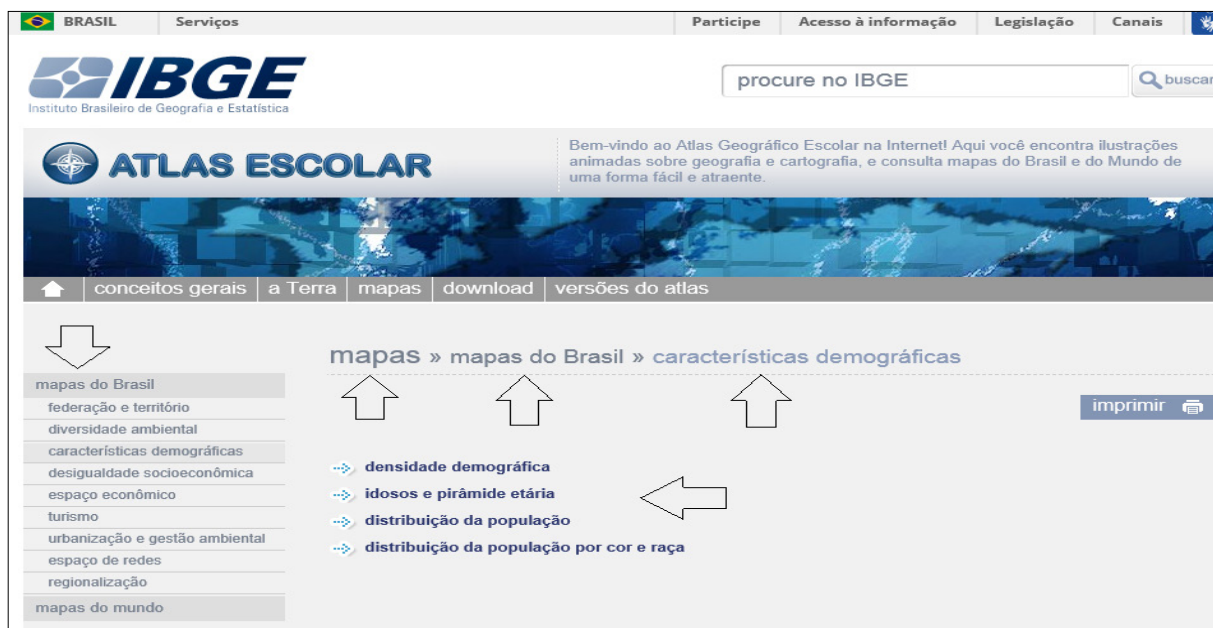 BRASIL Serviços Participe Acesso à informação Legislação Canais
IBGE
Instituto Brasileiro de Geografia e Estatística
procure no IBGE buscar
ATLAS ESCOLAR
Bem-vindo ao Atlas Geográfico Escolar na Internet! Aqui você encontra ilustrações
animadas sobre geografia e cartografia, e consulta mapas do Brasil e do Mundo de
uma forma fácil e atraente.
conceitos gerais a Terra mapas download versões do atlas
mapas » mapas do Brasil » características demográficas
imprimir
mapas do Brasil
federação e território
diversidade ambiental
características demográficas
desigualdade socioeconômica
espaço econômico
turismo
urbanização e gestão ambiental
espaço de redes
regionalização
mapas do mundo
densidade demográfica
idosos e pirâmide etária
distribuição da população
distribuição da população por cor e raça